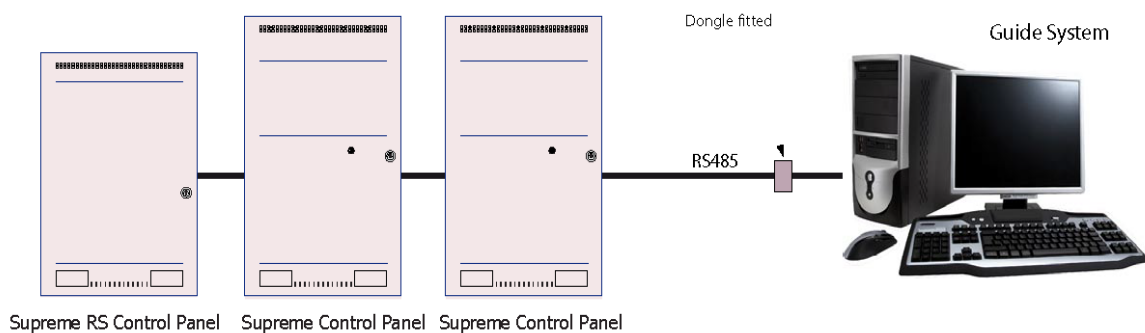 Dongle fitted
Guide System
RS485
Supreme RS Control Panel
Supreme Control Panel
Supreme Control Panel